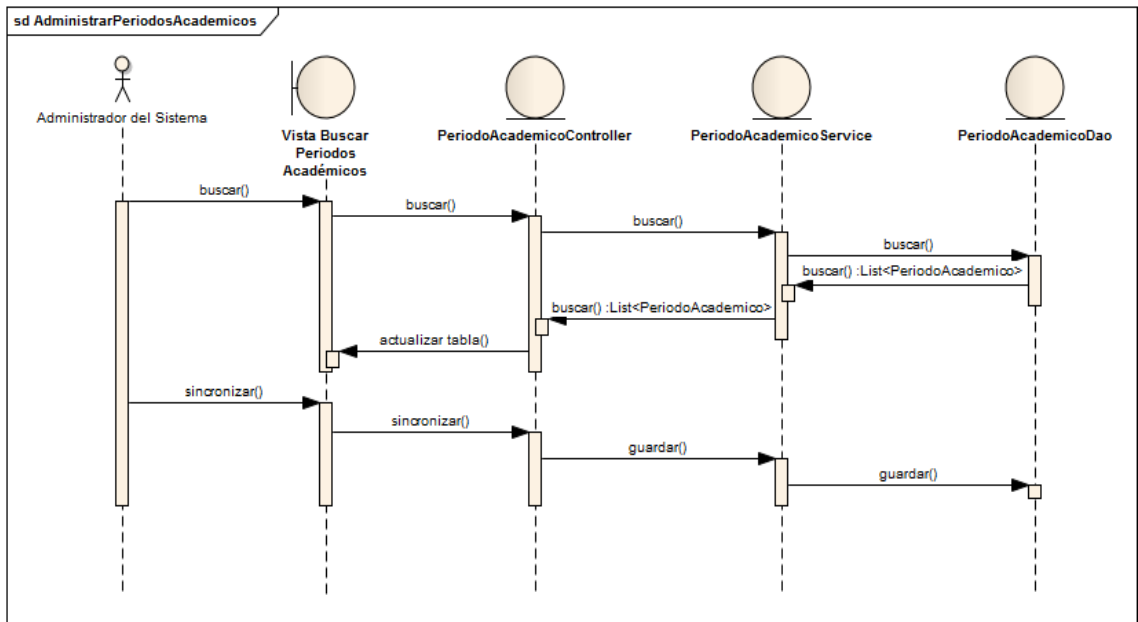 sd AdministrarPeriodosAcademicos
Administrador del Sistema
Vista Buscar
Periodos
Académicos
PeriodoAcademicoController
PeriodoAcademicoService
PeriodoAcademicoDao
buscar()
buscar()
buscar()
buscar()
buscar() :List<PeriodoAcademico>
buscar() :List<PeriodoAcademico>
actualizar tabla()
sincronizar()
sincronizar()
guardar()
guardar()